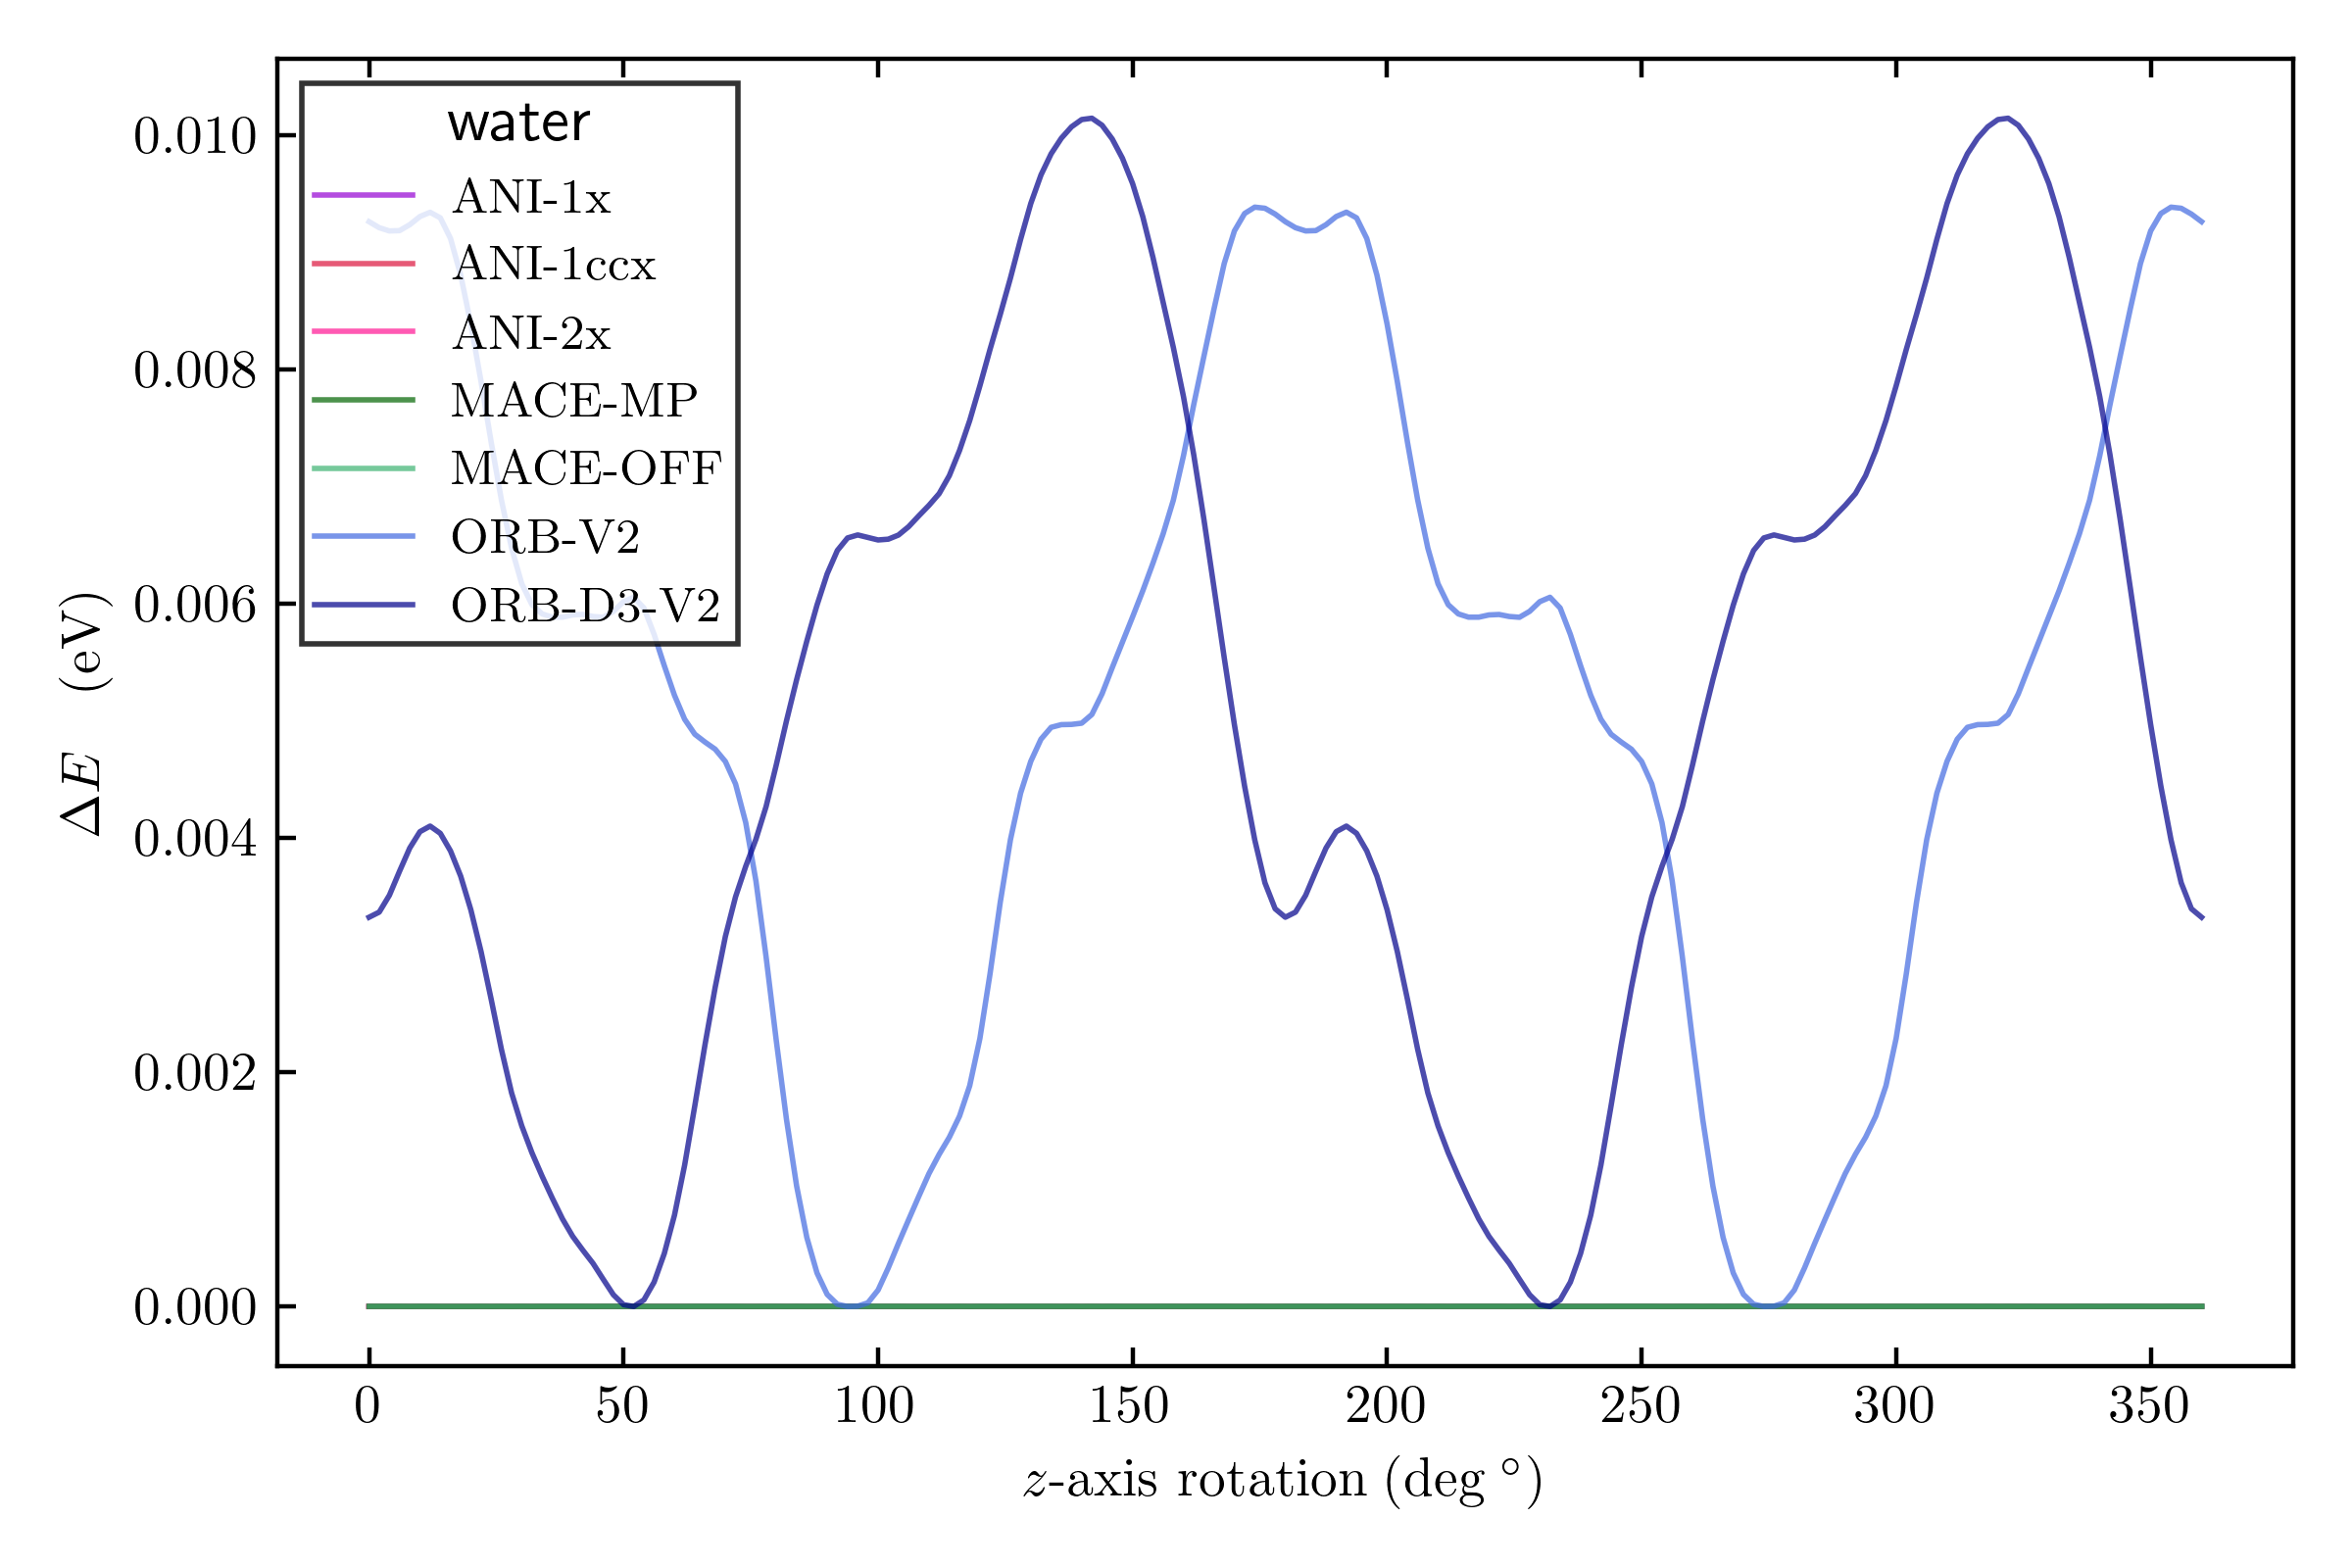 water
ANI-1x
ANI-1ccx
ANI-2x
MACE-MP
MACE-OFF
ORB-V2
ORB-D3-V2
0.010
0.008
0.006
0.004
0.002
0.000
ΔE (eV)
0 50 100 150 200 250 300 350
z-axis rotation (deg °)